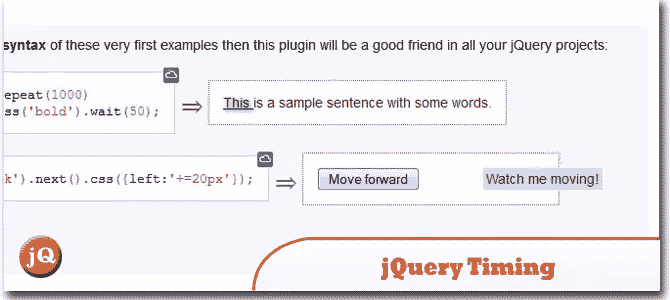 syntax of these very first examples then this plugin will be a good friend in all your jQuery projects:
epeat(1000)
ss('bold').wait(50);
⇒
This is a sample sentence with some words.
k').next().css({left:'+=20px'});
⇒
Move forward
Watch me moving!
jQ
jQuery Timing